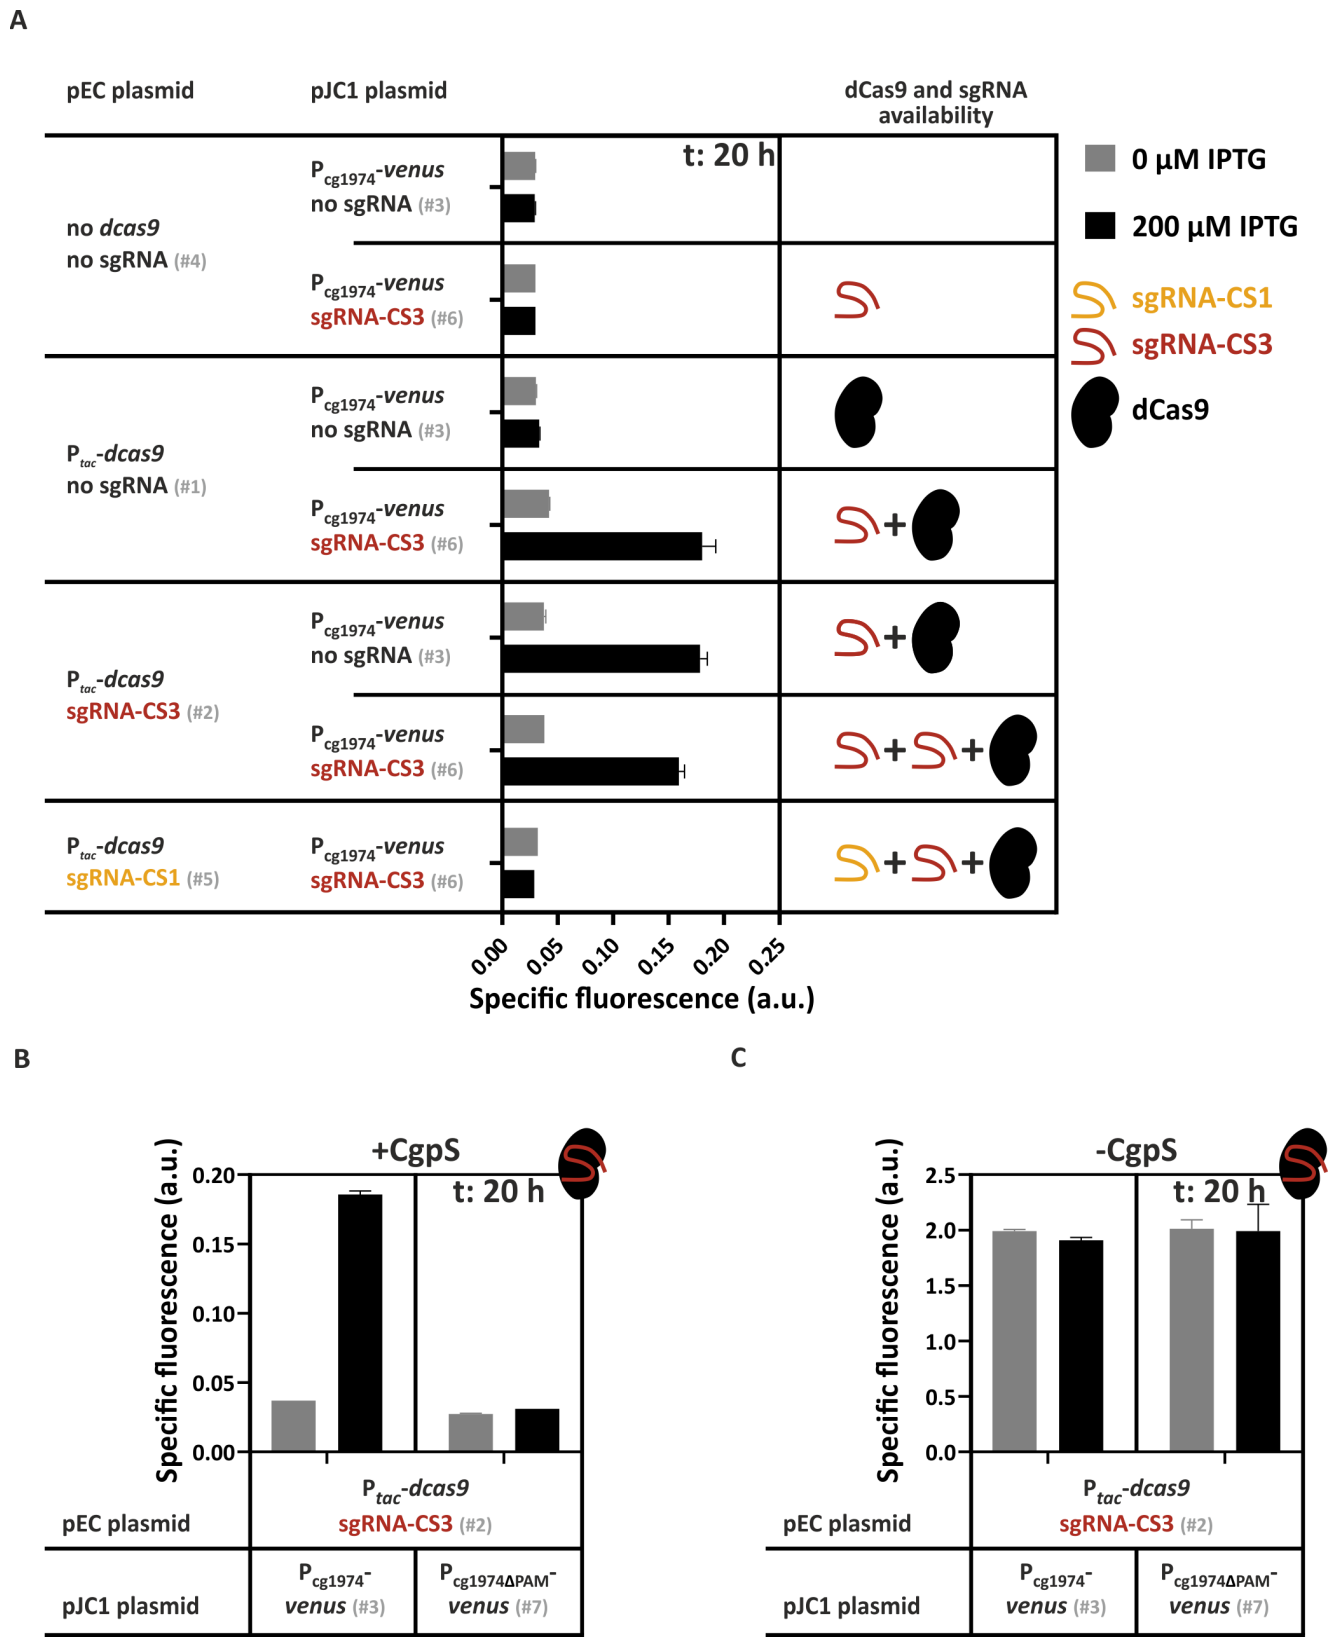 A
pEC plasmid
pJC1 plasmid
dCas9 and sgRNA
availability
t: 20 h
0 µM IPTG
200 µM IPTG
sgRNA-CS1
sgRNA-CS3
dCas9
no dcas9
no sgRNA (#4)
Pcg1974-venus
no sgRNA (#3)
Pcg1974-venus
sgRNA-CS3 (#6)
Ptac-dcas9
no sgRNA (#1)
Pcg1974-venus
no sgRNA (#3)
Pcg1974-venus
sgRNA-CS3 (#6)
+
Ptac-dcas9
sgRNA-CS3 (#2)
Pcg1974-venus
no sgRNA (#3)
+
Pcg1974-venus
sgRNA-CS3 (#6)
+ +
Ptac-dcas9
sgRNA-CS1 (#5)
Pcg1974-venus
sgRNA-CS3 (#6)
+ +
0.00 0.05 0.10 0.15 0.20 0.25
Specific fluorescence (a.u.)
B
+CgpS
t: 20 h
Specific fluorescence (a.u.)
0.20
0.15
0.10
0.05
0.00
pEC plasmid
Ptac-dcas9
sgRNA-CS3 (#2)
pJC1 plasmid
Pcg1974-
venus (#3)
Pcg1974ΔPAM-
venus (#7)
C
-CgpS
t: 20 h
Specific fluorescence (a.u.)
2.5
2.0
1.5
1.0
0.5
0.0
pEC plasmid
Ptac-dcas9
sgRNA-CS3 (#2)
pJC1 plasmid
Pcg1974-
venus (#3)
Pcg1974ΔPAM-
venus (#7)